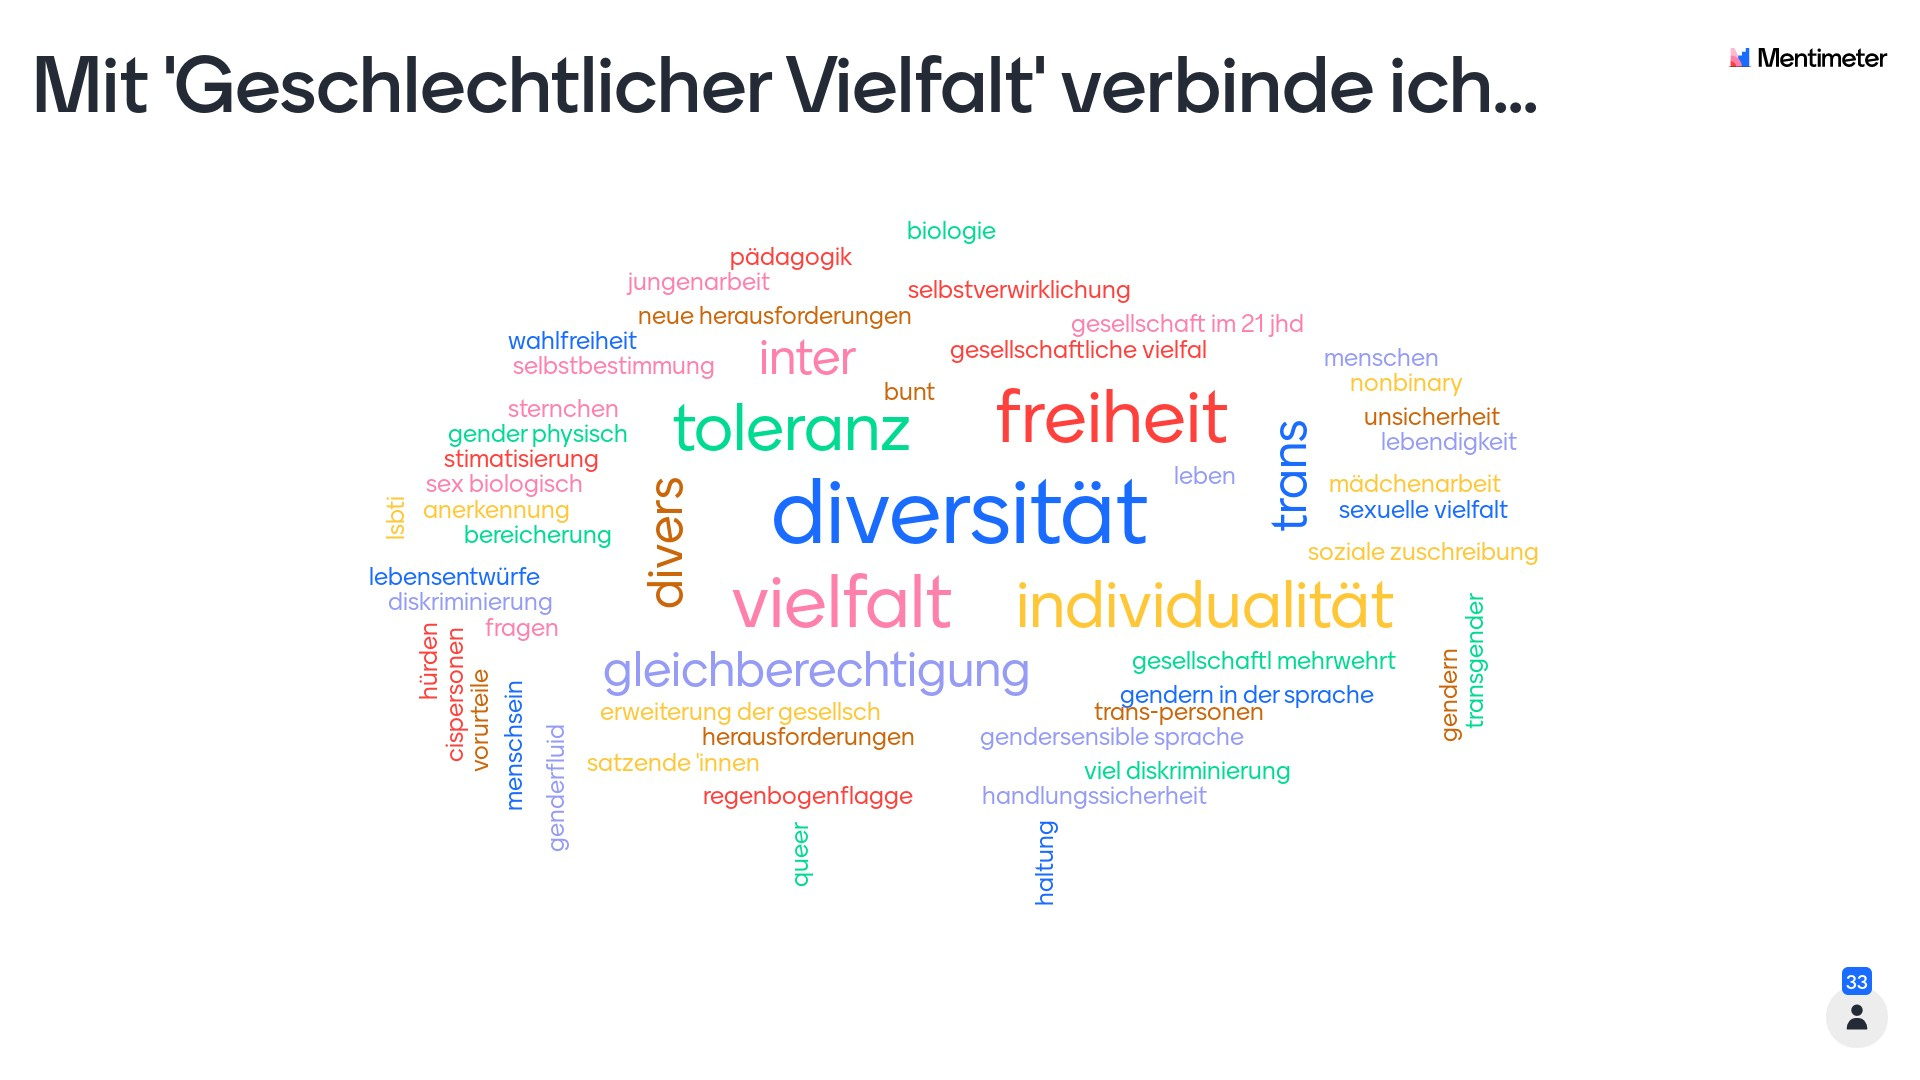 Mit 'Geschlechtlicher Vielfalt' verbinde ich...
Mentimeter
biologie
pädagogik
jungenarbeit
selbstverwirklichung
neue herausforderungen
gesellschaft im 21 jhd
wahlfreiheit
inter
gesellschaftliche vielfal
menschen
selbstbestimmung
nonbinary
bunt
sternchen
toleranz
freiheit
unsicherheit
gender physisch
lebendigkeit
stimatisierung
trans
leben
sex biologisch
mädchenarbeit
lsbti
anerkennung
divers
diversität
sexuelle vielfalt
bereicherung
soziale zuschreibung
lebensentwürfe
diskriminierung
vielfalt
individualität
fragen
hürden
cispersonen
vorurteile
menschsein
genderfluid
gleichberechtigung
gesellschaftl mehrwehrt
gendern
transgender
gendern in der sprache
erweiterung der gesellsch
trans-personen
herausforderungen
gendersensible sprache
satzende 'innen
viel diskriminierung
regenbogenflagge
handlungssicherheit
queer
haltung
33